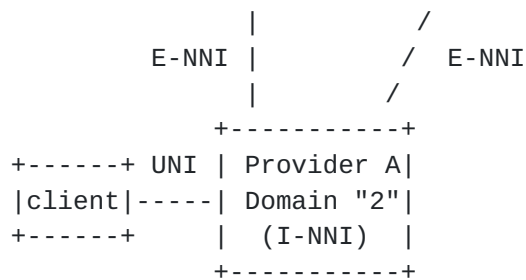 |          /
          E-NNI |         /  E-NNI
                |        /
              +-----------+
 +------+ UNI | Provider A|
 |client|-----| Domain "2"|
 +------+     |  (I-NNI)  |
              +-----------+